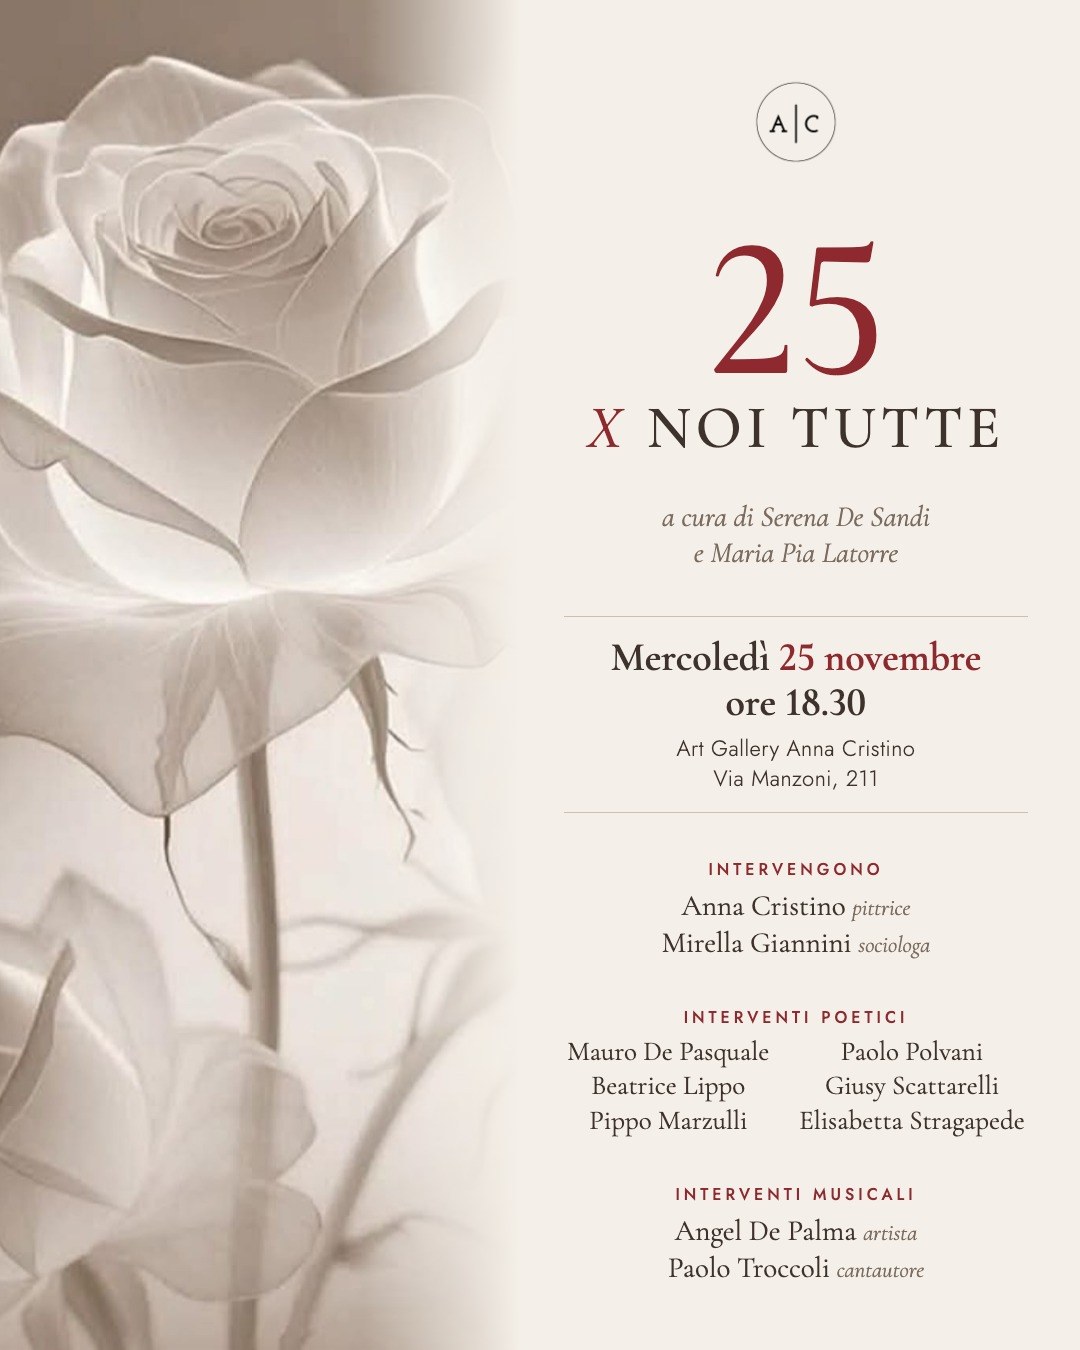 A|C
25
X NOI TUTTE
a cura di Serena De Sandi
e Maria Pia Latorre
Mercoledì 25 novembre
ore 18.30
Art Gallery Anna Cristino
Via Manzoni, 211
INTERVENGONO
Anna Cristino pittrice
Mirella Giannini sociologa
INTERVENTI POETICI
Mauro De Pasquale
Beatrice Lippo
Pippo Marzulli
Paolo Polvani
Giusy Scattarelli
Elisabetta Stragapede
INTERVENTI MUSICALI
Angel De Palma artista
Paolo Troccoli cantautore